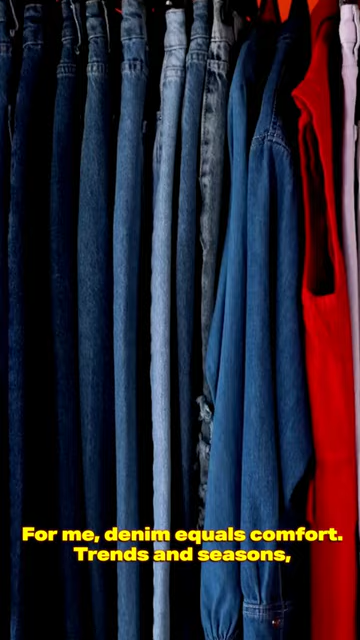 For me, denim equals comfort.
Trends and seasons,